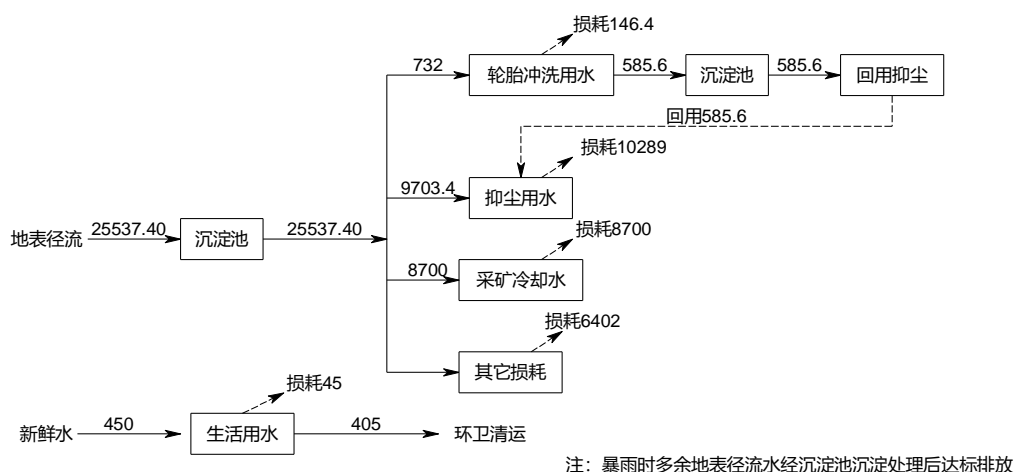 损耗146.4
732
轮胎冲洗用水
585.6
沉淀池
585.6
回用抑尘
回用585.6
损耗10289
9703.4
抑尘用水
地表径流
25537.40
沉淀池
25537.40
损耗8700
8700
采矿冷却水
损耗6402
其它损耗
损耗45
新鲜水
450
生活用水
405
环卫清运
注：暴雨时多余地表径流水经沉淀池沉淀处理后达标排放